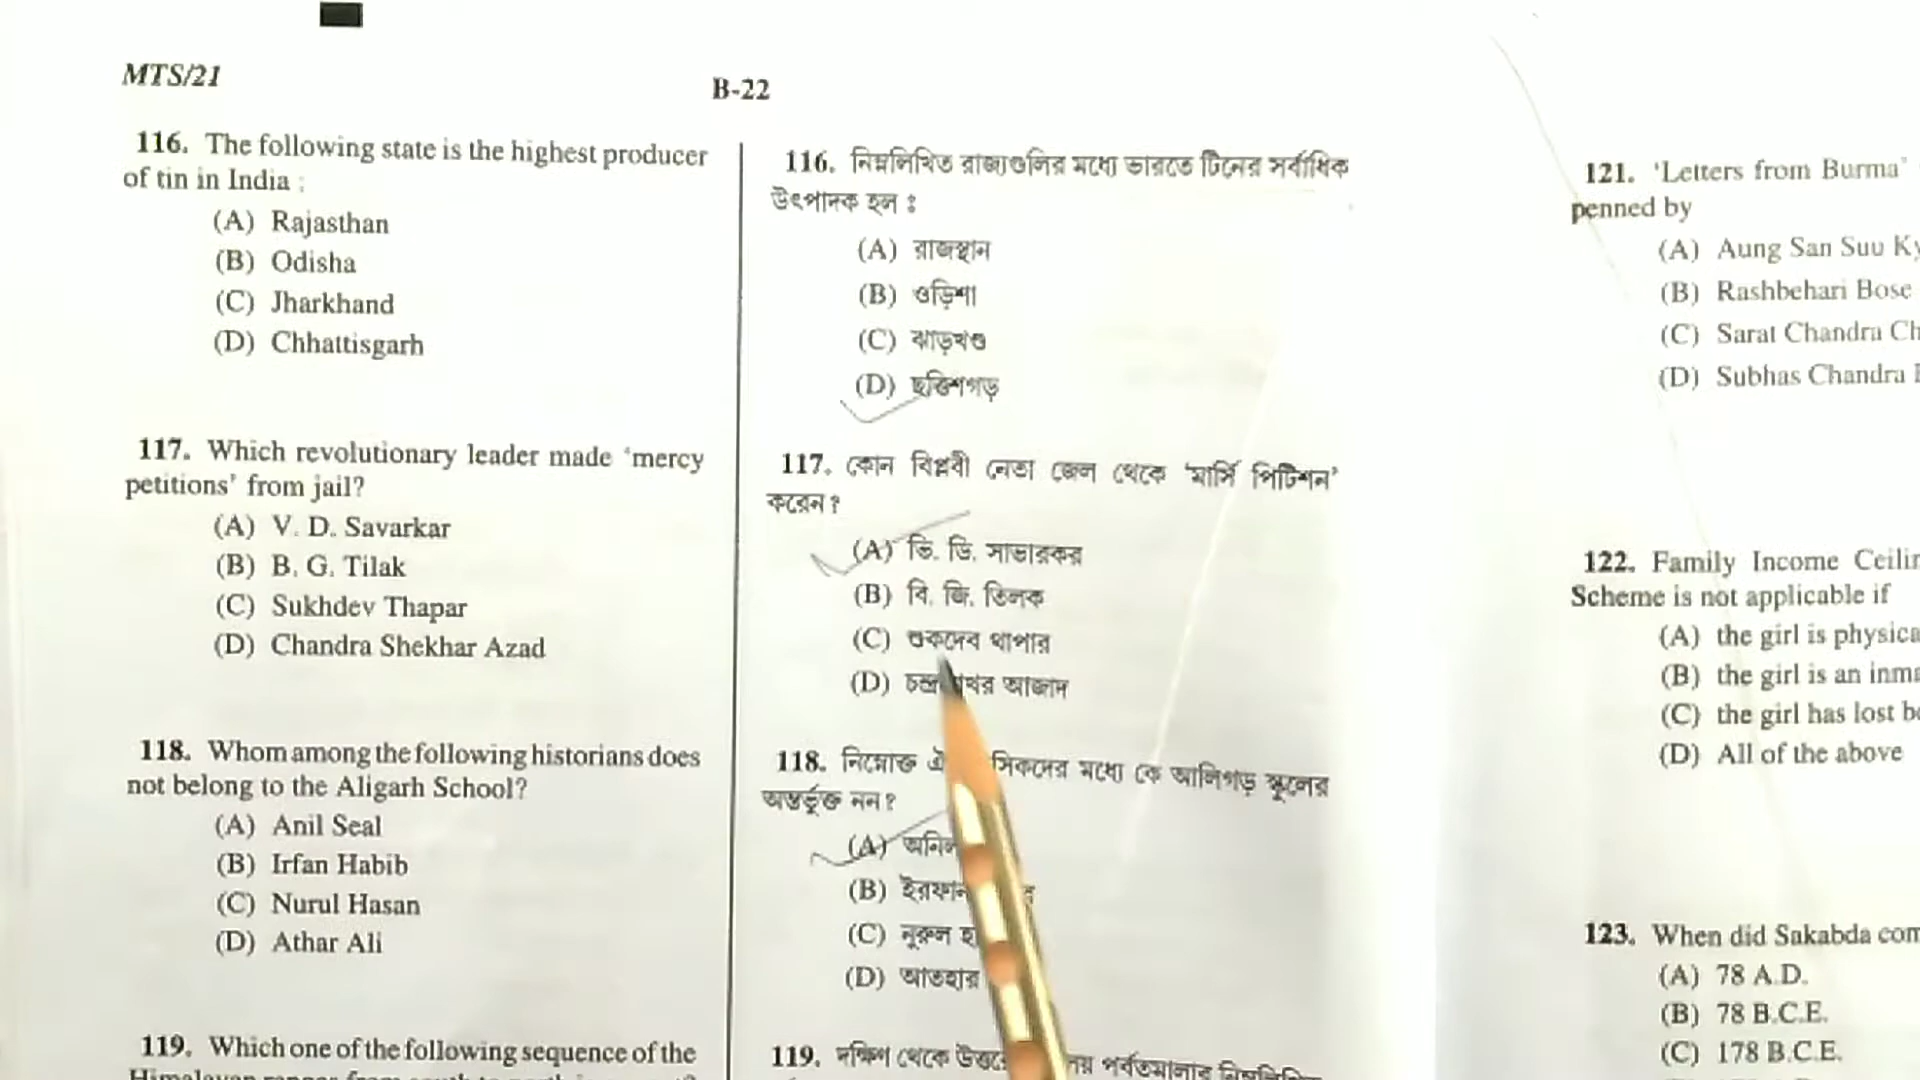 MTS/21
B-22
116. The following state is the highest producer
of tin in India :
(A) Rajasthan
(B) Odisha
(C) Jharkhand
(D) Chhattisgarh
117. Which revolutionary leader made ‘mercy
petitions’ from jail?
(A) V. D. Savarkar
(B) B. G. Tilak
(C) Sukhdev Thapar
(D) Chandra Shekhar Azad
118. Whom among the following historians does
not belong to the Aligarh School?
(A) Anil Seal
(B) Irfan Habib
(C) Nurul Hasan
(D) Athar Ali
119. Which one of the following sequence of the
116. নিম্নলিখিত রাজ্যগুলির মধ্যে ভারতে টিনের সর্বাধিক
উৎপাদক হল :
(A) রাজস্থান
(B) ওড়িশা
(C) ঝাড়খণ্ড
(D) ছত্তিশগড়
117. কোন বিপ্লবী নেতা জেল থেকে ‘মার্সি পিটিশন’
করেন?
(A) ভি. ডি. সাভারকর
(B) বি. জি. তিলক
(C) শুকদেব থাপার
(D) আজাদ
118. নিম্নোক্ত মধ্যে কে আলিগড় স্কুলের
অন্তর্ভুক্ত নন?
(A)
(B)
(C) নুরুল
(D) আতহার
119. দক্ষিণ থেকে পর্বতমালার
121. ‘Letters from Burma’
penned by
(A) Aung San Suu
(B) Rashbehari Bose
(C) Sarat Chandra
(D) Subhas Chandra
122. Family Income
Scheme is not applicable if
(A) the girl is
(B) the girl is an
(C) the girl has lost
(D) All of the above
123. When did Sakabda
(A) 78 A.D.
(B) 78 B.C.E.
(C) 178 B.C.E.